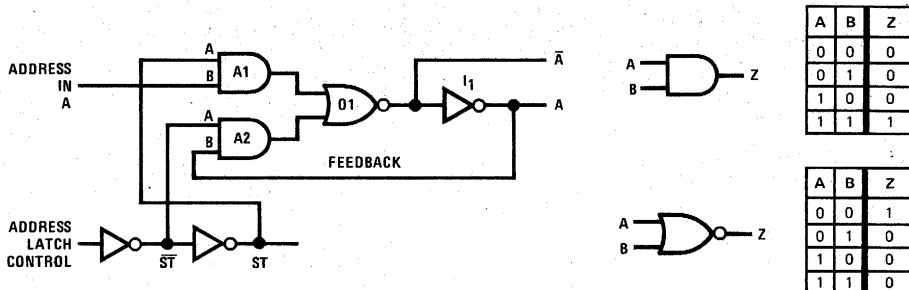 ADDRESS
IN
A
A
B
A1
A
B
A2
O1
I1
Ā
A
FEEDBACK
ADDRESS
LATCH
CONTROL
S̅T̅
ST
A
B
Z
A B Z
0 0 0
0 1 0
1 0 0
1 1 1
A
B
Z
A B Z
0 0 1
0 1 0
1 0 0
1 1 0